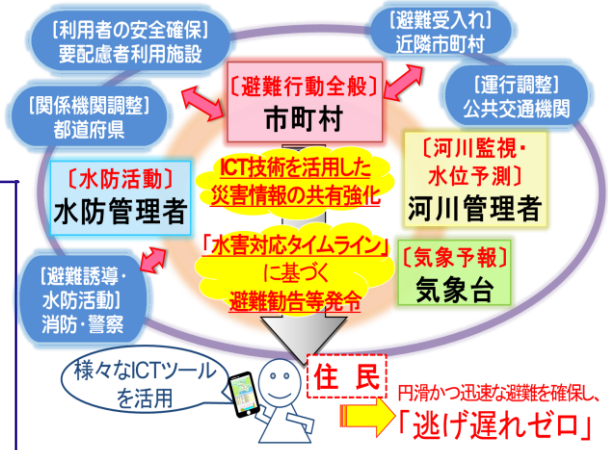 ［利用者の安全確保］
要配慮者利用施設
［避難受入れ］
近隣市町村
［関係機関調整］
都道府県
［避難行動全般］
市町村
［運行調整］
公共交通機関
［水防活動］
水防管理者
ICT技術を活用した
災害情報の共有強化
［河川監視・
水位予測］
河川管理者
「水害対応タイムライン」
に基づく
避難勧告等発令
［気象予報］
気象台
［避難誘導・
水防活動］
消防・警察
様々なICTツール
を活用
住 民
円滑かつ迅速な避難を確保し、
「逃げ遅れゼロ」